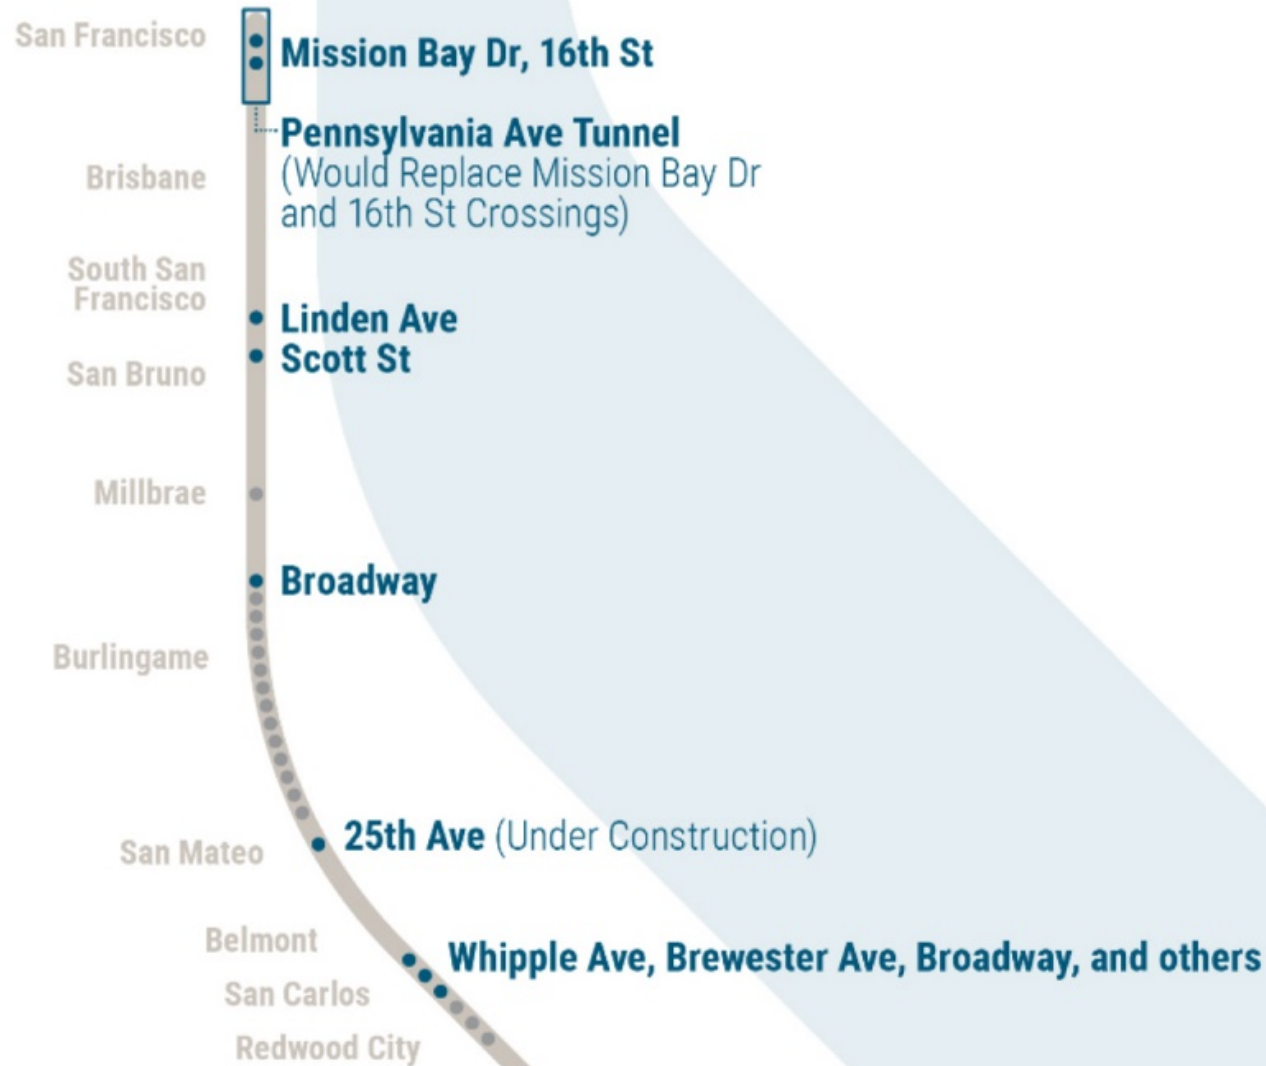 San Francisco
Mission Bay Dr, 16th St
Pennsylvania Ave Tunnel
(Would Replace Mission Bay Dr
and 16th St Crossings)
Brisbane
South San
Francisco
Linden Ave
Scott St
San Bruno
Millbrae
Broadway
Burlingame
25th Ave (Under Construction)
San Mateo
Belmont
Whipple Ave, Brewester Ave, Broadway, and others
San Carlos
Redwood City